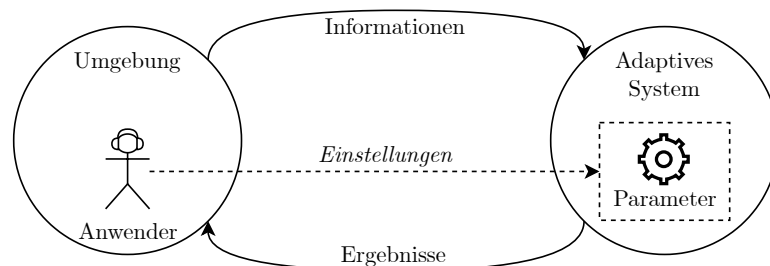 Informationen
Umgebung
Adaptives
System
Einstellungen
Parameter
Anwender
Ergebnisse